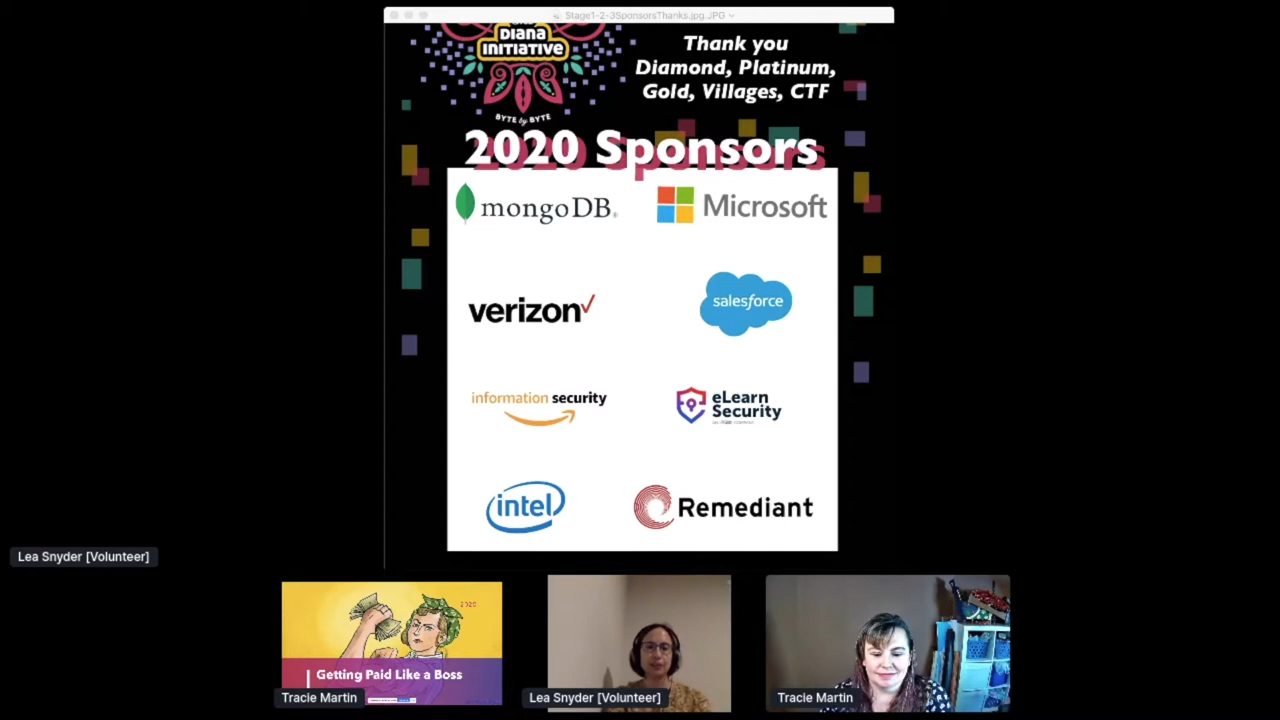 Stage1-2-3SponsorsThanks.jpg.JPG
DIANA
INITIATIVE
BYTE by BYTE
Thank you
Diamond, Platinum,
Gold, Villages, CTF
2020 Sponsors
mongoDB®
Microsoft
verizon
salesforce
information security
eLearn
Security
intel
Remediant
Lea Snyder [Volunteer]
2020
Getting Paid Like a Boss
Tracie Martin
Lea Snyder [Volunteer]
Tracie Martin